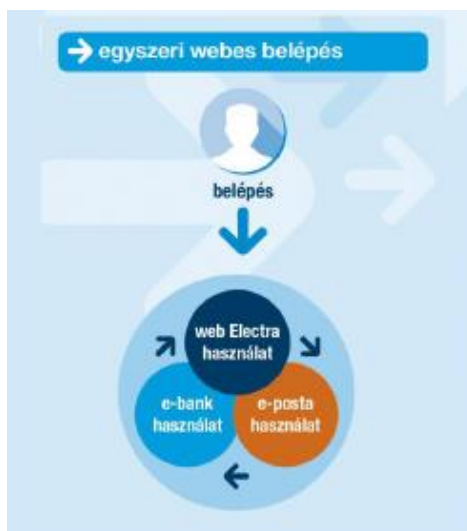 egyszeri webes belépés
belépés
web Electra
használat
e-bank
használat
e-posta
használat